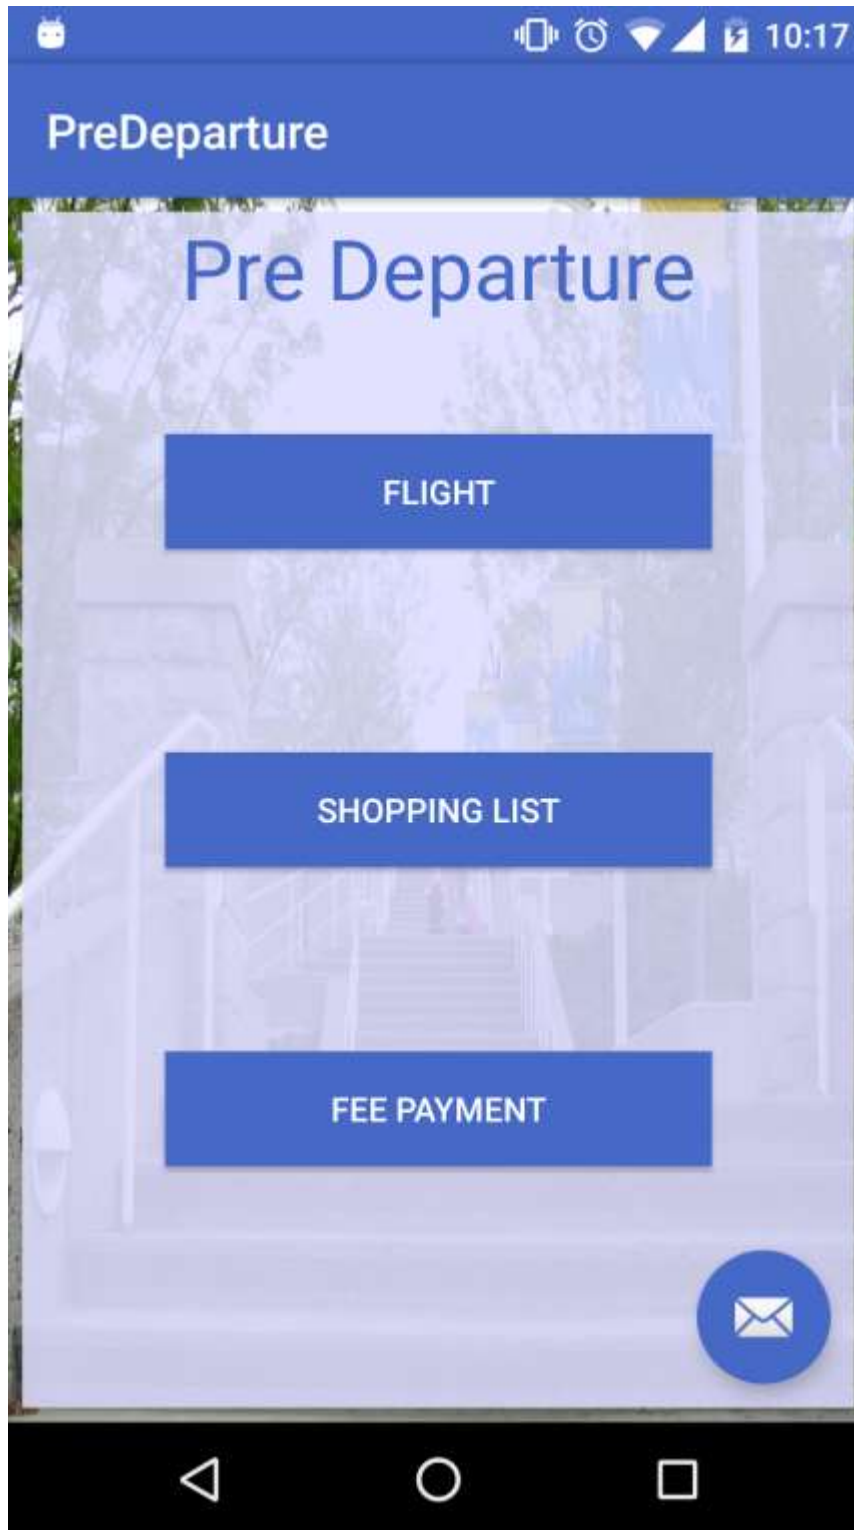 10:17
PreDeparture
Pre Departure
FLIGHT
SHOPPING LIST
FEE PAYMENT